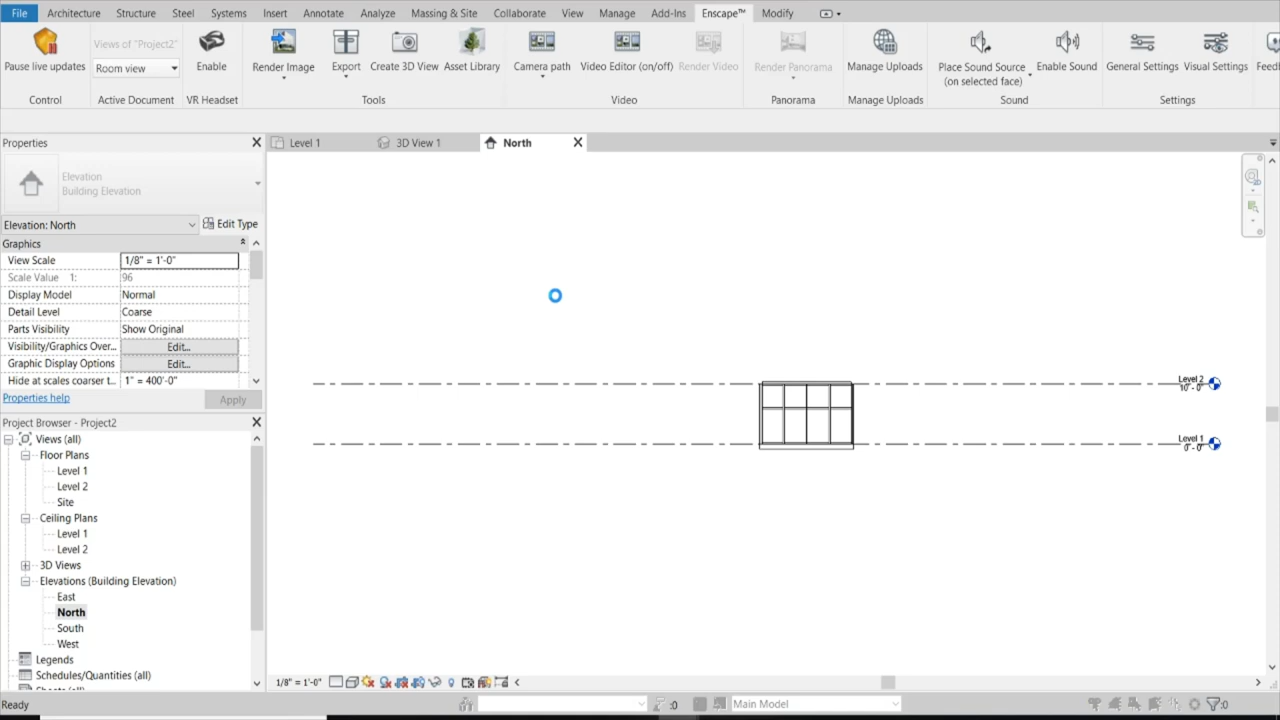 File Architecture Structure Steel Systems Insert Annotate Analyze Massing & Site Collaborate View Manage Add-Ins Enscape™ Modify
Views of "Project2"
Pause live updates Room view Enable Render Image Export Create 3D View Asset Library Camera path Video Editor (on/off) Render Video Render Panorama Manage Uploads Place Sound Source Enable Sound General Settings Visual Settings
(on selected face)
Control Active Document VR Headset Tools Video Panorama Manage Uploads Sound Settings
Properties
Level 1 3D View 1 North
Elevation
Building Elevation
Elevation: North Edit Type
Graphics
View Scale 1/8" = 1'-0"
Scale Value 1: 96
Display Model Normal
Detail Level Coarse
Parts Visibility Show Original
Visibility/Graphics Over... Edit...
Graphic Display Options Edit...
Hide at scales coarser t... 1" = 400'-0"
Properties help Apply
Level 2
10' - 0"
Level 1
0' - 0"
Project Browser - Project2
Views (all)
Floor Plans
Level 1
Level 2
Site
Ceiling Plans
Level 1
Level 2
3D Views
Elevations (Building Elevation)
East
North
South
West
Legends
Schedules/Quantities (all)
1/8" = 1'-0"
Ready :0 Main Model :0